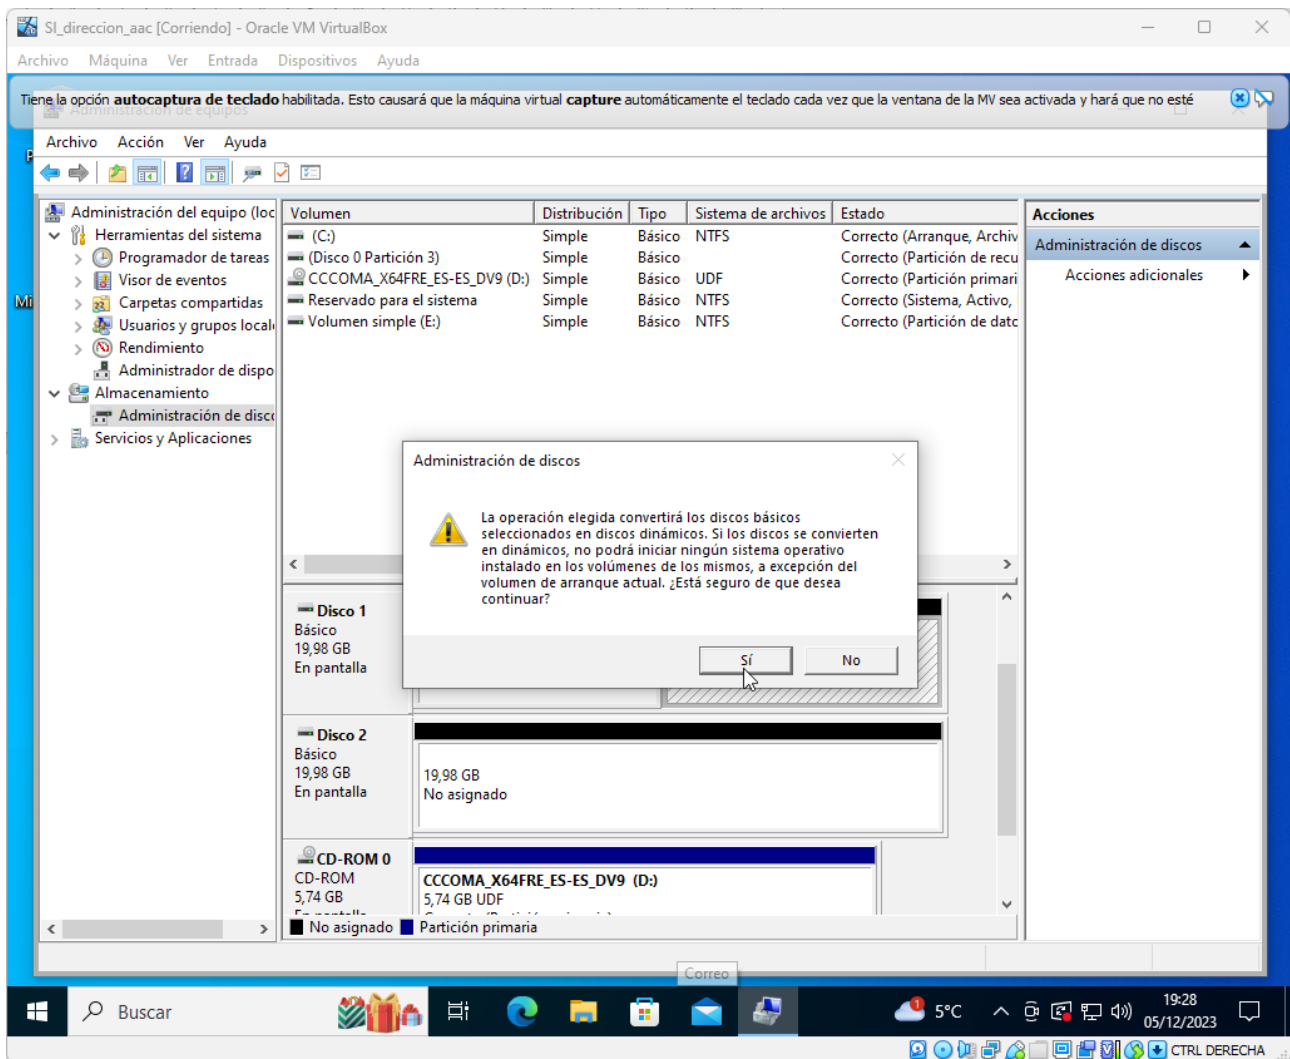 SI_direccion_aac [Corriendo] - Oracle VM VirtualBox
Archivo Máquina Ver Entrada Dispositivos Ayuda
Tiene la opción autocaptura de teclado habilitada. Esto causará que la máquina virtual capture automáticamente el teclado cada vez que la ventana de la MV sea activada y hará que no esté
Administración de equipos
Archivo Acción Ver Ayuda
Administración del equipo (loc
Herramientas del sistema
Programador de tareas
Visor de eventos
Carpetas compartidas
Usuarios y grupos local
Rendimiento
Administrador de dispo
Almacenamiento
Administración de disc
Servicios y Aplicaciones
Mi
Volumen Distribución Tipo Sistema de archivos Estado
(C:) Simple Básico NTFS Correcto (Arranque, Archiv
(Disco 0 Partición 3) Simple Básico Correcto (Partición de recu
CCCOMA_X64FRE_ES-ES_DV9 (D:) Simple Básico UDF Correcto (Partición primari
Reservado para el sistema Simple Básico NTFS Correcto (Sistema, Activo,
Volumen simple (E:) Simple Básico NTFS Correcto (Partición de dato
Acciones
Administración de discos
Acciones adicionales
Administración de discos
La operación elegida convertirá los discos básicos
seleccionados en discos dinámicos. Si los discos se convierten
en dinámicos, no podrá iniciar ningún sistema operativo
instalado en los volúmenes de los mismos, a excepción del
volumen de arranque actual. ¿Está seguro de que desea
continuar?
Sí No
Disco 1
Básico
19,98 GB
En pantalla
Disco 2
Básico
19,98 GB
En pantalla
19,98 GB
No asignado
CD-ROM 0
CD-ROM
5,74 GB
CCCOMA_X64FRE_ES-ES_DV9 (D:)
5,74 GB UDF
No asignado Partición primaria
Correo
Buscar
1
5°C
19:28
05/12/2023
CTRL DERECHA